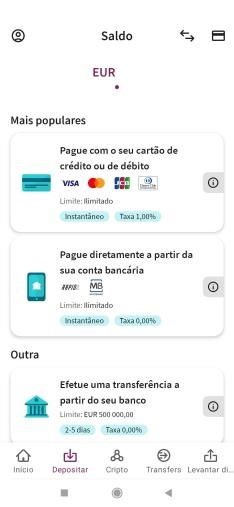 Saldo
EUR
Mais populares
Pague com o seu cartão de
crédito ou de débito
VISA JCB
Limite: Ilimitado
Instantâneo Taxa 1,00%
Pague diretamente a partir da
sua conta bancária
MB
Limite: Ilimitado
Instantâneo Taxa 0,00%
Outra
Efetue uma transferência a
partir do seu banco
Limite: EUR 500 000,00
2-5 dias Taxa 0,00%
Início Depositar Cripto Transfers Levantar di...